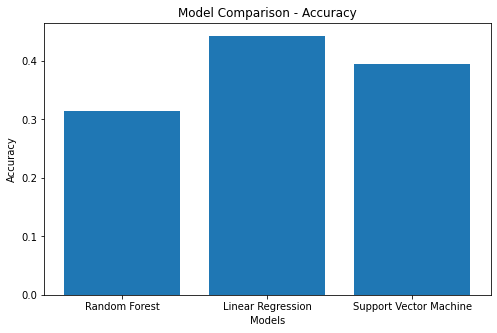 Model Comparison - Accuracy
0.4
0.3
0.2
0.1
0.0
Accuracy
Random Forest
Linear Regression
Support Vector Machine
Models